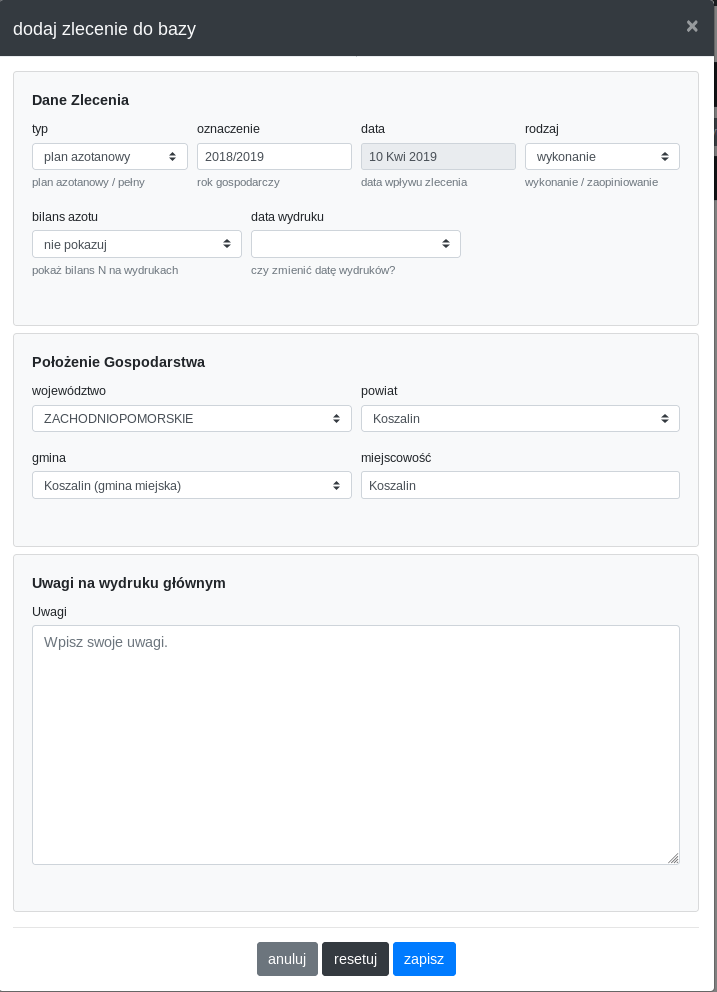 dodaj zlecenie do bazy ×
Dane Zlecenia
typ oznaczenie data rodzaj
plan azotanowy 2018/2019 10 Kwi 2019 wykonanie
plan azotanowy / pełny rok gospodarczy data wpływu zlecenia wykonanie / zaopiniowanie
bilans azotu data wydruku
nie pokazuj
pokaż bilans N na wydrukach czy zmienić datę wydruków?
Położenie Gospodarstwa
województwo powiat
ZACHODNIOPOMORSKIE Koszalin
gmina miejscowość
Koszalin (gmina miejska) Koszalin
Uwagi na wydruku głównym
Uwagi
Wpisz swoje uwagi.
anuluj resetuj zapisz